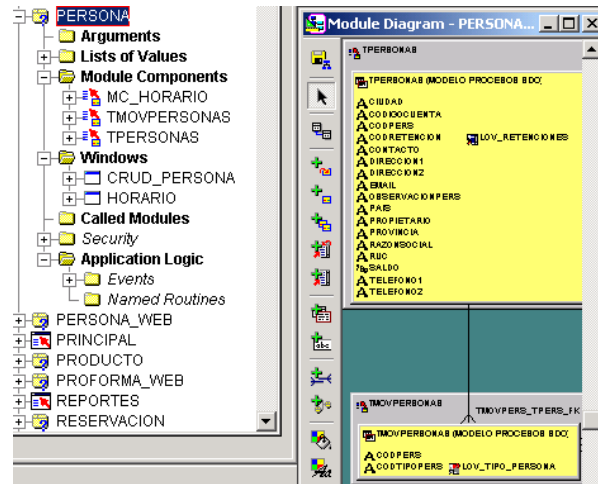 PERSONA
Arguments
Lists of Values
Module Components
MC_HORARIO
TMOVPERSONAS
TPERSONAS
Windows
CRUD_PERSONA
HORARIO
Called Modules
Security
Application Logic
Events
Named Routines
PERSONA_WEB
PRINCIPAL
PRODUCTO
PROFORMA_WEB
REPORTES
RESERVACION
Module Diagram - PERSONA...
TPERSONAS
TPERSONAS (MODELO PROCESOS BDO)
CIUDAD
CODIGOCUENTA
CODPERS
CODRETENCION LOV_RETENCIONES
CONTACTO
DIRECCION1
DIRECCION2
EMAIL
OBSERVACIONPERS
PAIS
PROPIETARIO
PROVINCIA
RAZONSOCIAL
RUC
SALDO
TELEFONO1
TELEFONO2
TMOVPERSONAS
TMOVPERS_TPERS_FK
TMOVPERSONAS (MODELO PROCESOS BDO)
CODPERS
CODTIPOPERS LOV_TIPO_PERSONA